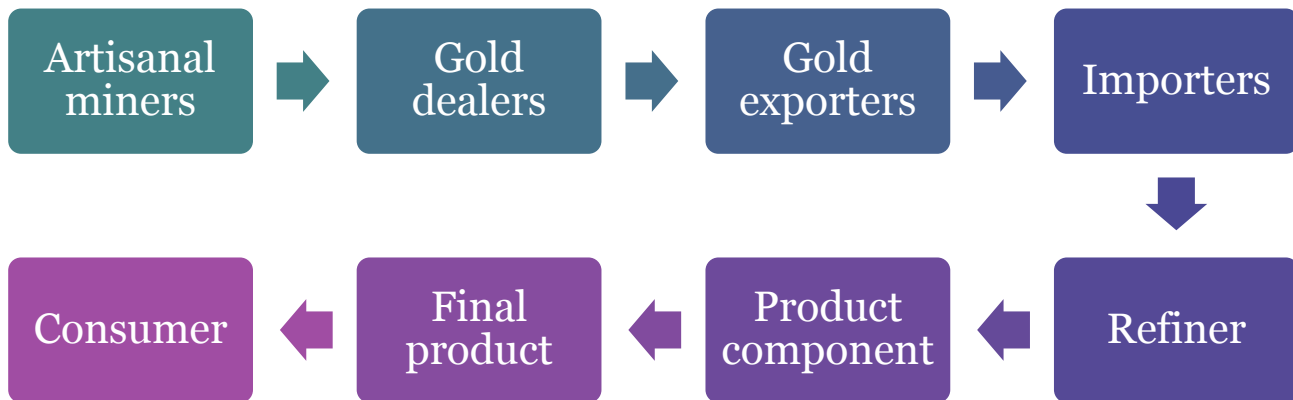 Artisanal
miners
Gold
dealers
Gold
exporters
Importers
Refiner
Product
component
Final
product
Consumer